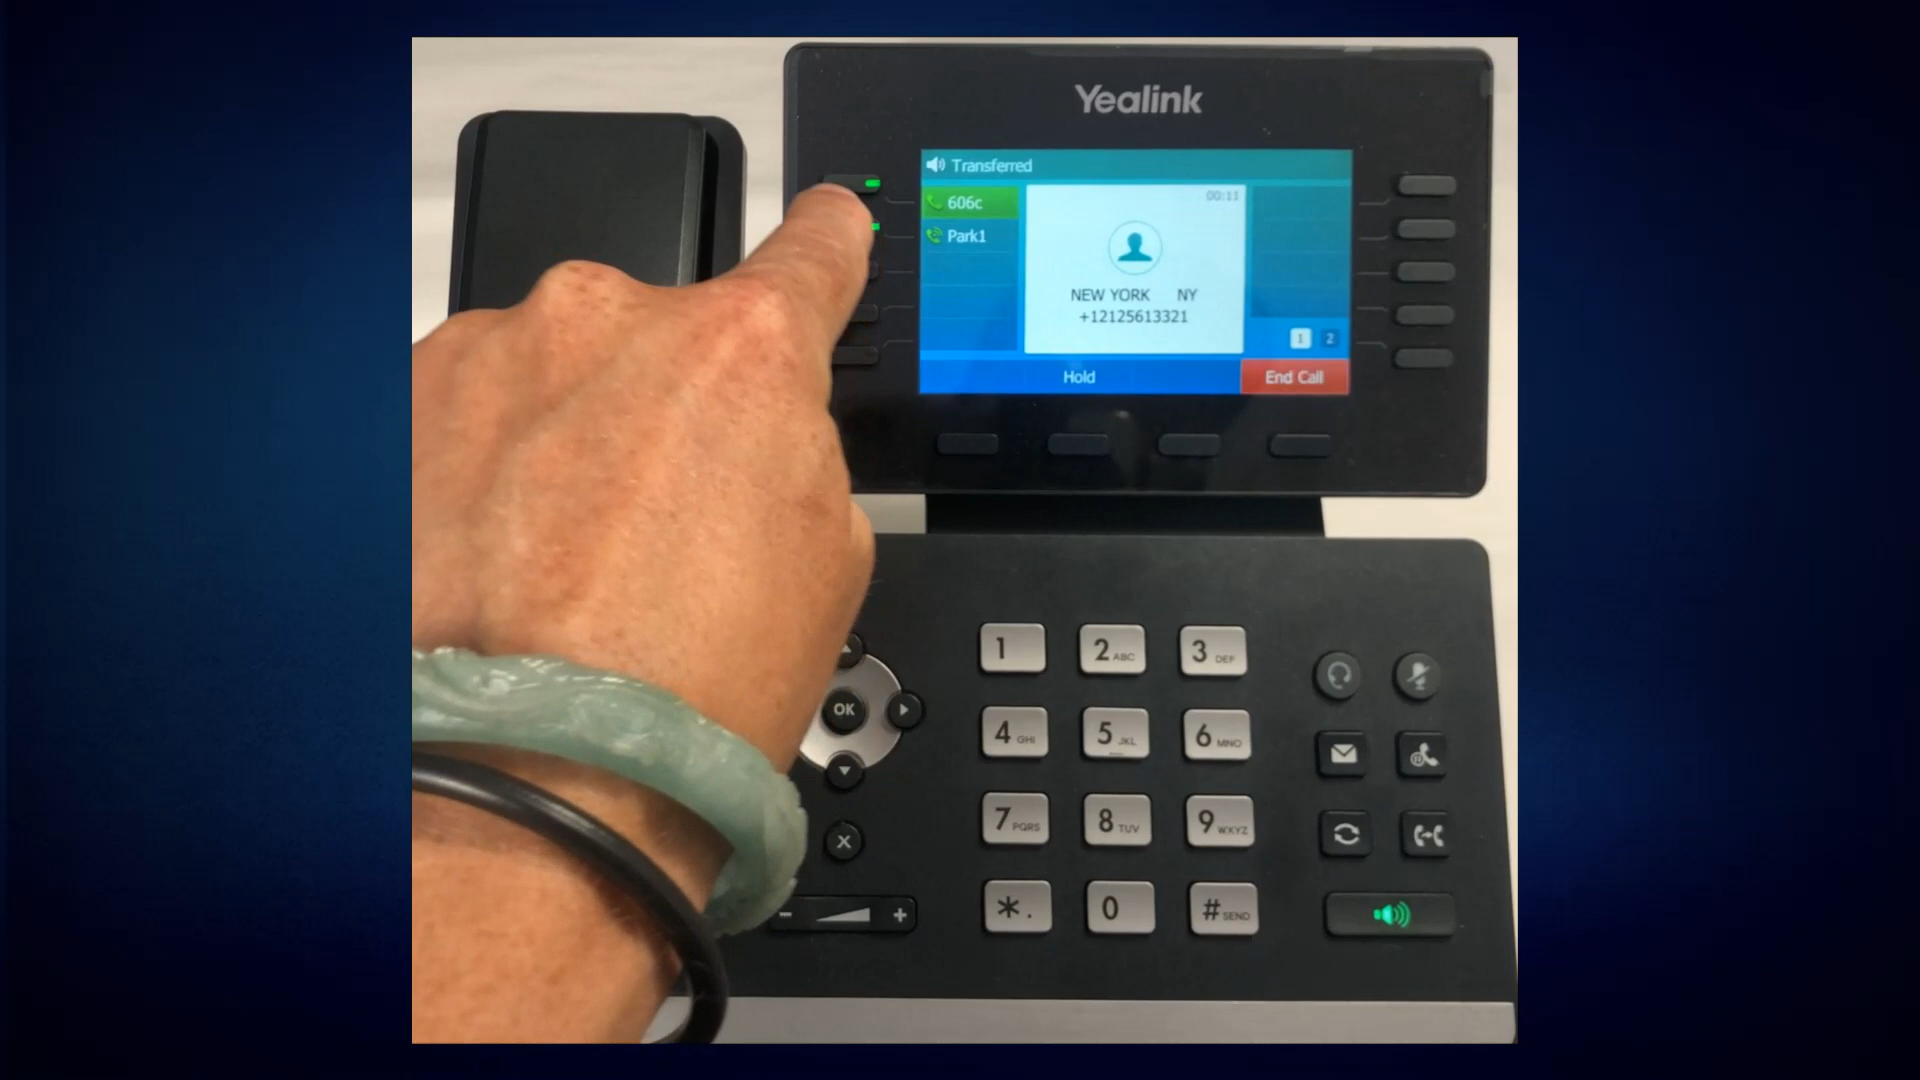 Yealink
Transferred
606c
00:11
Park1
NEW YORK NY
+12125613321
1 2
Hold
End Call
1
2 ABC
3 DEF
OK
4 GHI
5 JKL
6 MNO
7 PQRS
8 TUV
9 WXYZ
X
- +
* .
0
# SEND